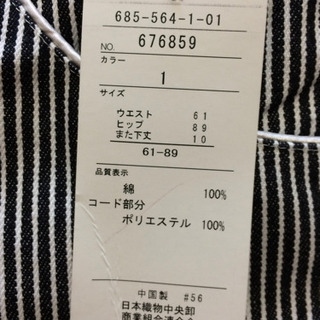 685-564-1-01
NO. 676859
カラー
1
サイズ
ウエスト 61
ヒップ 89
また下丈 10
61-89
品質表示
綿 100%
コード部分
ポリエステル 100%
中国製 #56
日本織物中央卸
商業組合連合会